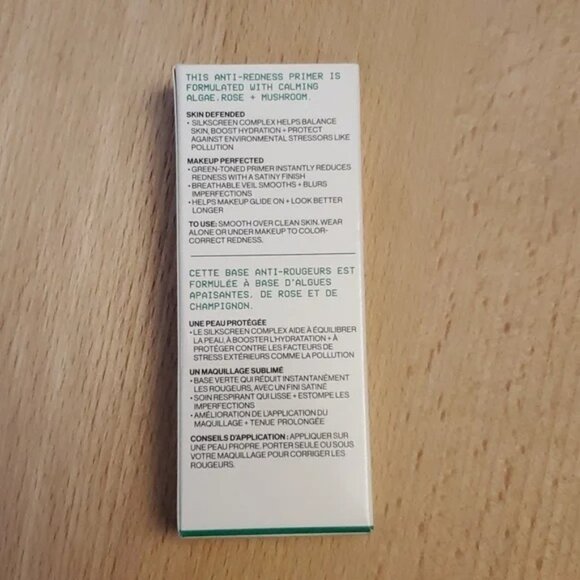 THIS ANTI-REDNESS PRIMER IS
FORMULATED WITH CALMING
ALGAE, ROSE + MUSHROOM.
SKIN DEFENDED
• SILKSCREEN COMPLEX HELPS BALANCE
SKIN, BOOST HYDRATION + PROTECT
AGAINST ENVIRONMENTAL STRESSORS LIKE
POLLUTION
MAKEUP PERFECTED
• GREEN-TONED PRIMER INSTANTLY REDUCES
REDNESS WITH A SATINY FINISH
• BREATHABLE VEIL SMOOTHS + BLURS
IMPERFECTIONS
• HELPS MAKEUP GLIDE ON + LOOK BETTER
LONGER
TO USE: SMOOTH OVER CLEAN SKIN. WEAR
ALONE OR UNDER MAKEUP TO COLOR-
CORRECT REDNESS.
CETTE BASE ANTI-ROUGEURS EST
FORMULÉE À BASE D'ALGUES
APAISANTES, DE ROSE ET DE
CHAMPIGNON.
UNE PEAU PROTÉGÉE
• LE SILKSCREEN COMPLEX AIDE À ÉQUILIBRER
LA PEAU, À BOOSTER L'HYDRATATION + À
PROTÉGER CONTRE LES FACTEURS DE
STRESS EXTÉRIEURS COMME LA POLLUTION
UN MAQUILLAGE SUBLIMÉ
• BASE VERTE QUI RÉDUIT INSTANTANÉMENT
LES ROUGEURS, AVEC UN FINI SATINÉ
• SOIN RESPIRANT QUI LISSE + ESTOMPE LES
IMPERFECTIONS
• AMÉLIORATION DE L'APPLICATION DU
MAQUILLAGE + TENUE PROLONGÉE
CONSEILS D'APPLICATION : APPLIQUER SUR
UNE PEAU PROPRE. PORTER SEULE OU SOUS
VOTRE MAQUILLAGE POUR CORRIGER LES
ROUGEURS.